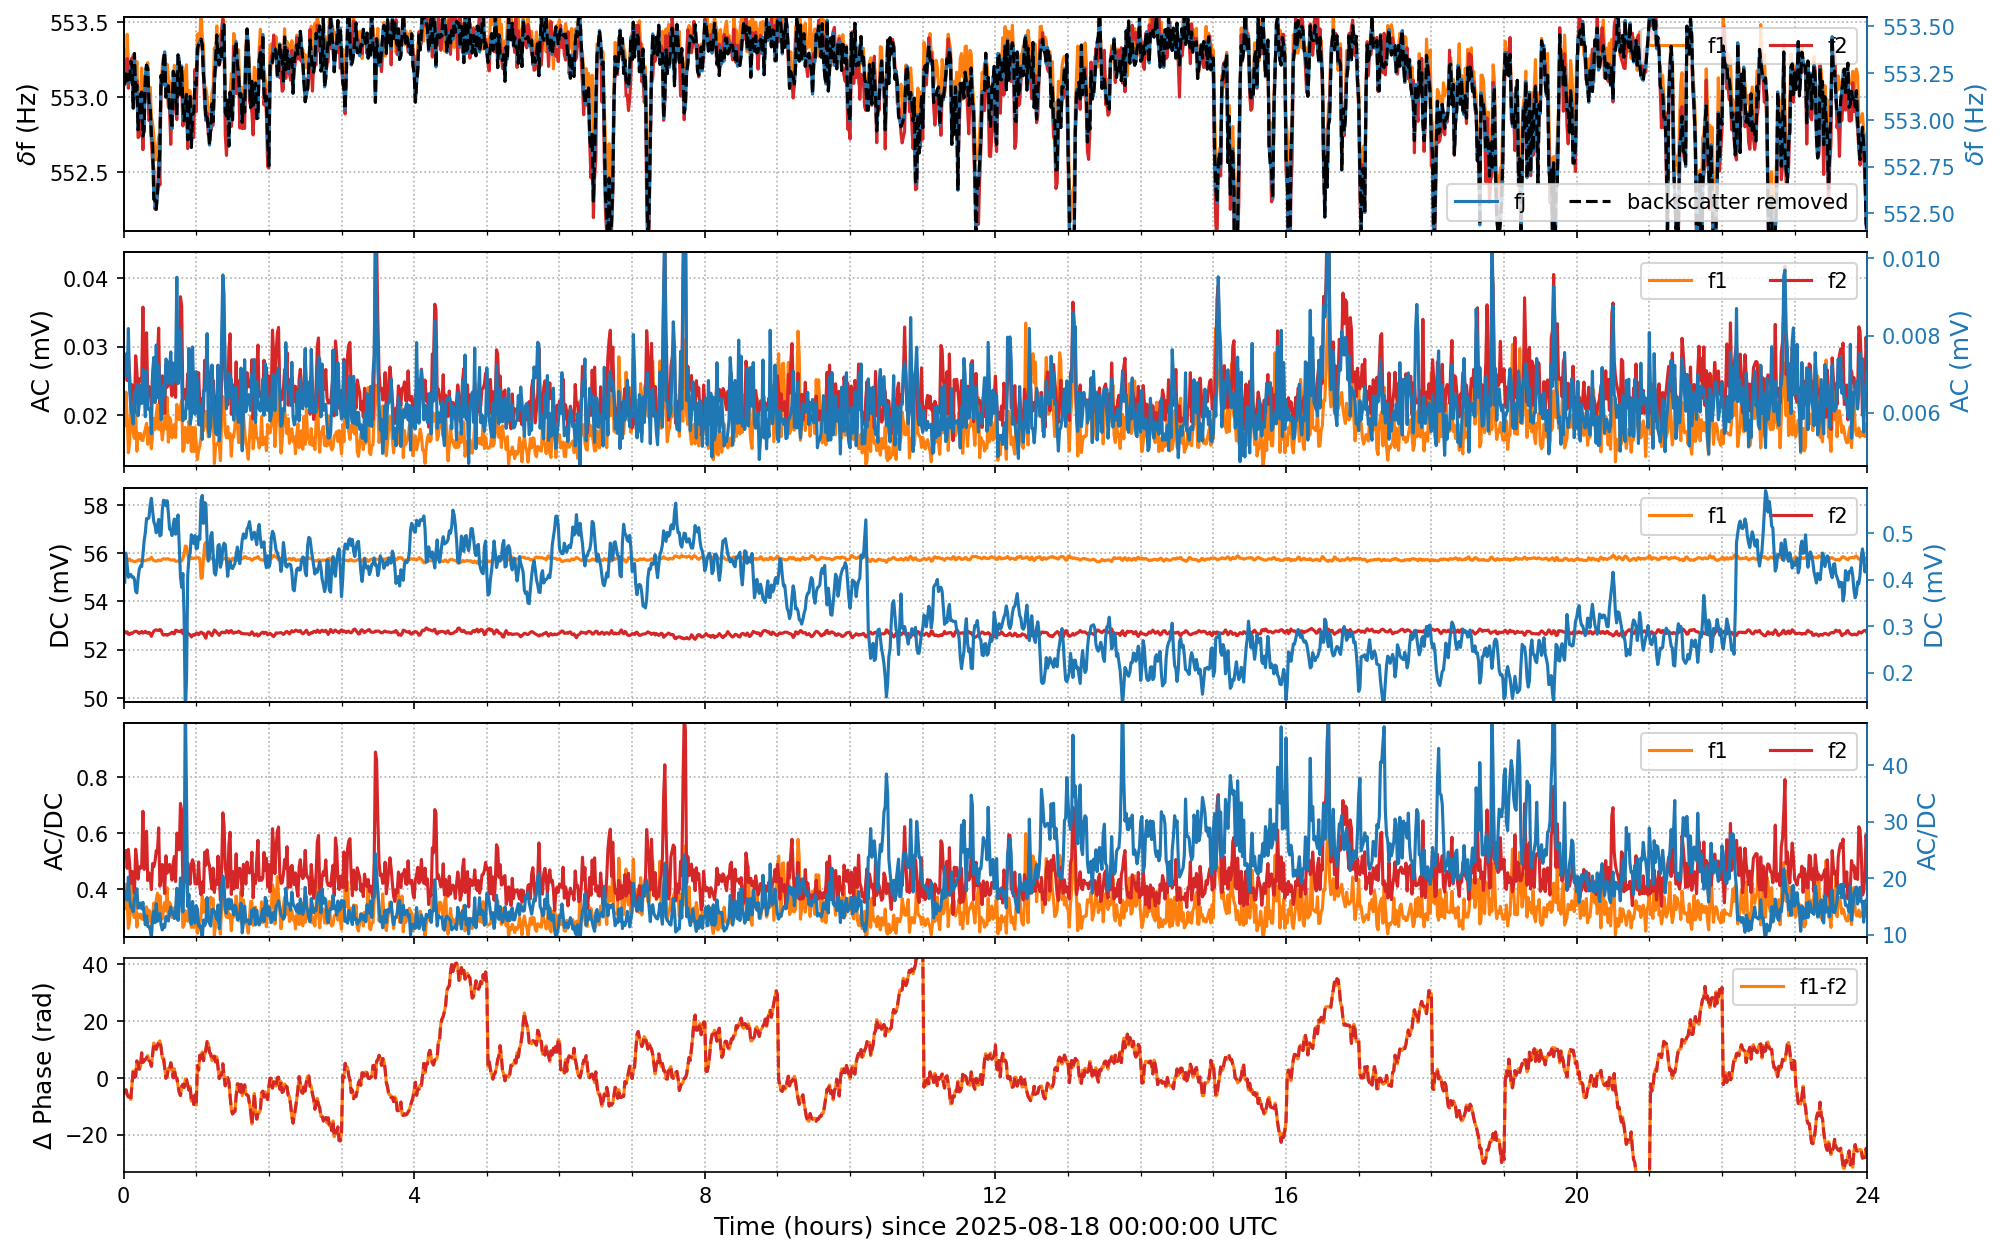 553.5
553.0
552.5
δf (Hz)
f1 f2
fj backscatter removed
553.50
553.25
553.00
552.75
552.50
δf (Hz)
0.04
0.03
0.02
AC (mV)
f1 f2
0.010
0.008
0.006
AC (mV)
58
56
54
52
50
DC (mV)
f1 f2
0.5
0.4
0.3
0.2
DC (mV)
0.8
0.6
0.4
AC/DC
f1 f2
40
30
20
10
AC/DC
40
20
0
−20
Δ Phase (rad)
f1-f2
0 4 8 12 16 20 24
Time (hours) since 2025-08-18 00:00:00 UTC